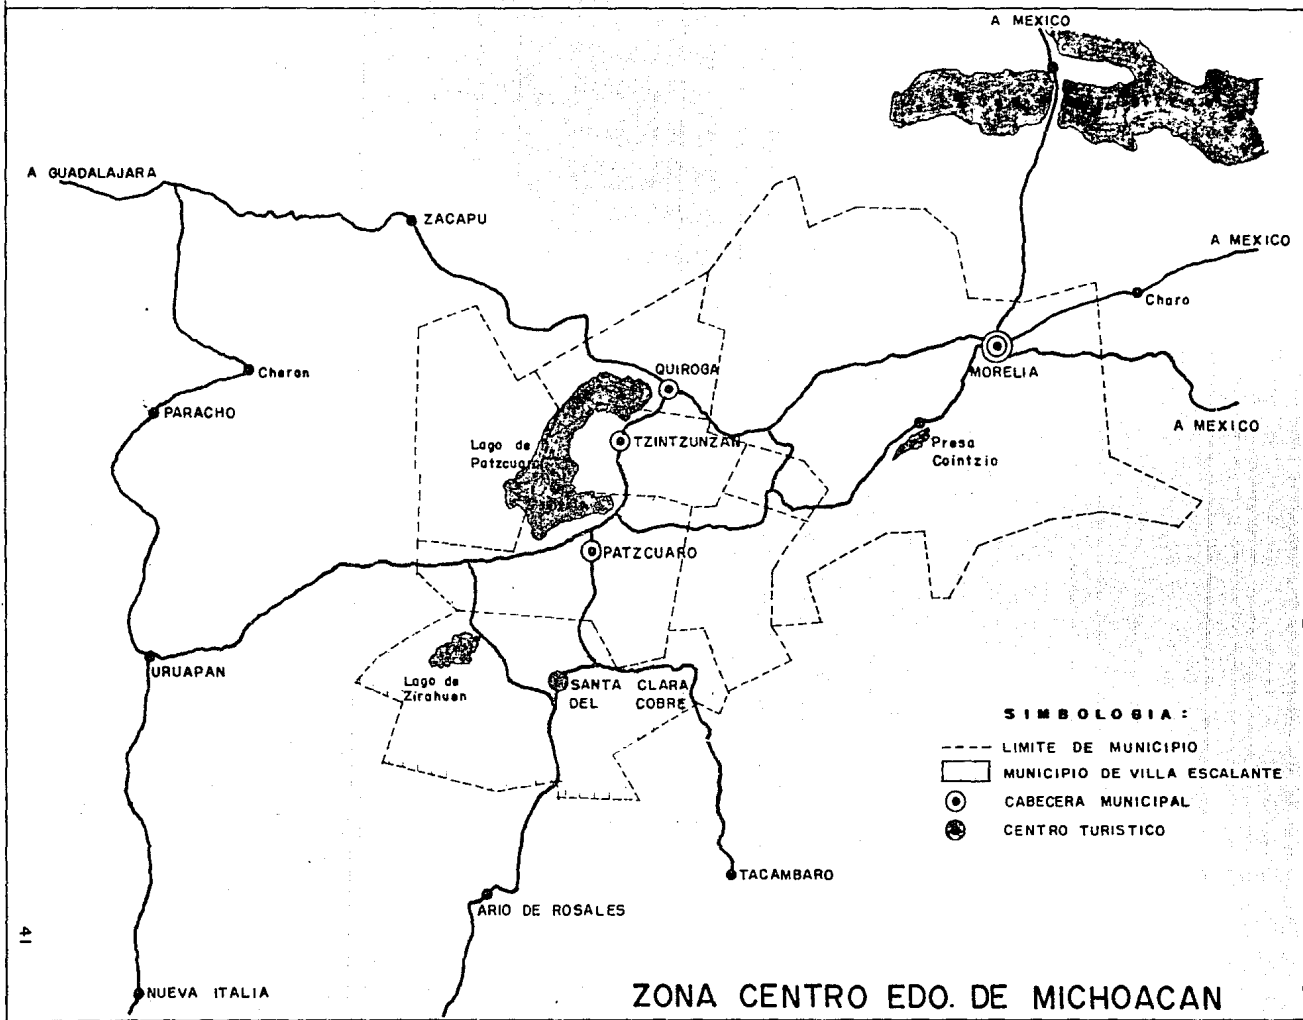 A MEXICO
A GUADALAJARA
ZACAPU
A MEXICO
Charo
Cheran
QUIROGA
MORELIA
PARACHO
A MEXICO
Lago de
Patzcuaro
TZINTZUNZAN
Presa
Cointzio
PATZCUARO
URUAPAN
Lago de
Zirahuen
SANTA CLARA
DEL COBRE
SIMBOLOGIA:
LIMITE DE MUNICIPIO
MUNICIPIO DE VILLA ESCALANTE
CABECERA MUNICIPAL
CENTRO TURISTICO
TACAMBARO
ARIO DE ROSALES
41
NUEVA ITALIA
ZONA CENTRO EDO. DE MICHOACAN